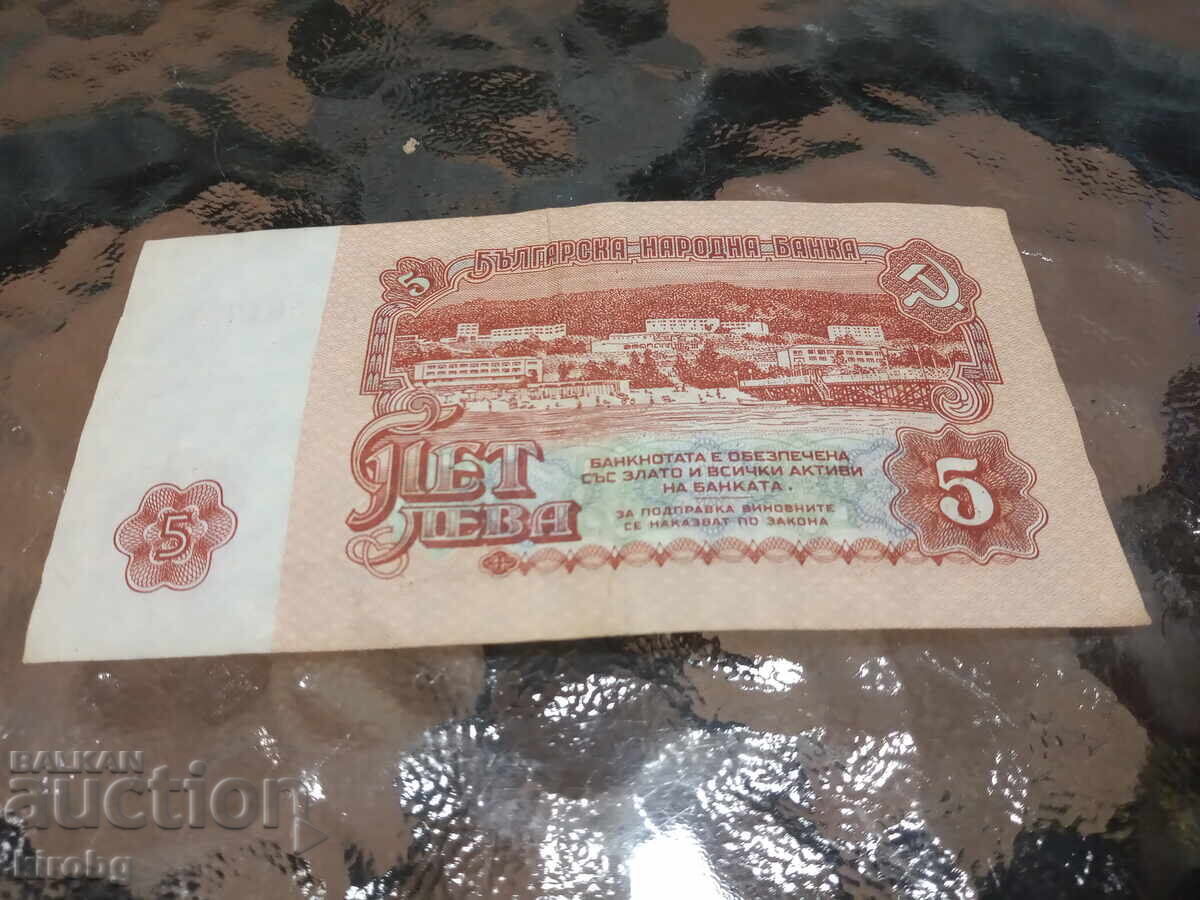 БЪЛГАРСКА НАРОДНА БАНКА
5
ПЕТ
ЛЕВА
БАНКНОТАТА Е ОБЕЗПЕЧЕНА
СЪС ЗЛАТО И ВСИЧКИ АКТИВИ
НА БАНКАТА.
ЗА ПОДПРАВКА ВИНОВНИТЕ
СЕ НАКАЗВАТ ПО ЗАКОНА
5
5
BALKAN
auction
kirobg